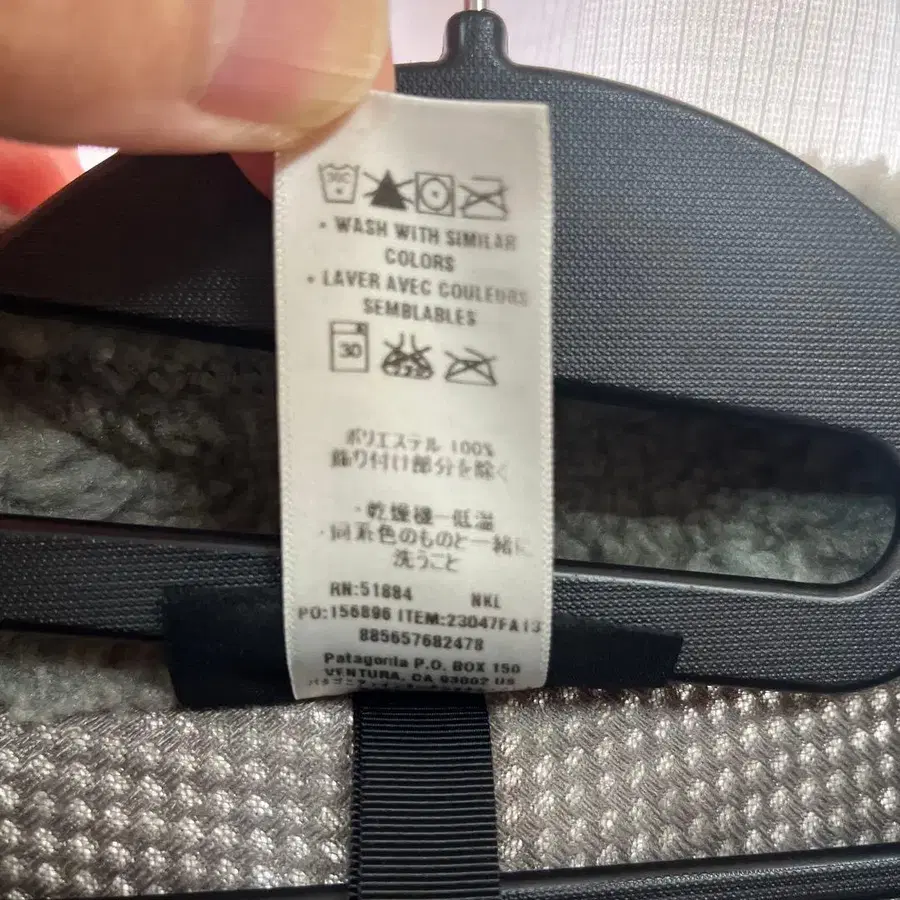 30C
• WASH WITH SIMILAR
COLORS
• LAVER AVEC COULEURS
SEMBLABLES
30
ポリエステル 100%
飾り付け部分を除く
・乾燥機ー低温
・同系色のものと一緒に
洗うこと
RN:51884 NKL
PO:156896 ITEM:23047FA13
885657682478
Patagonia P.O. BOX 150
VENTURA, CA 93002 US